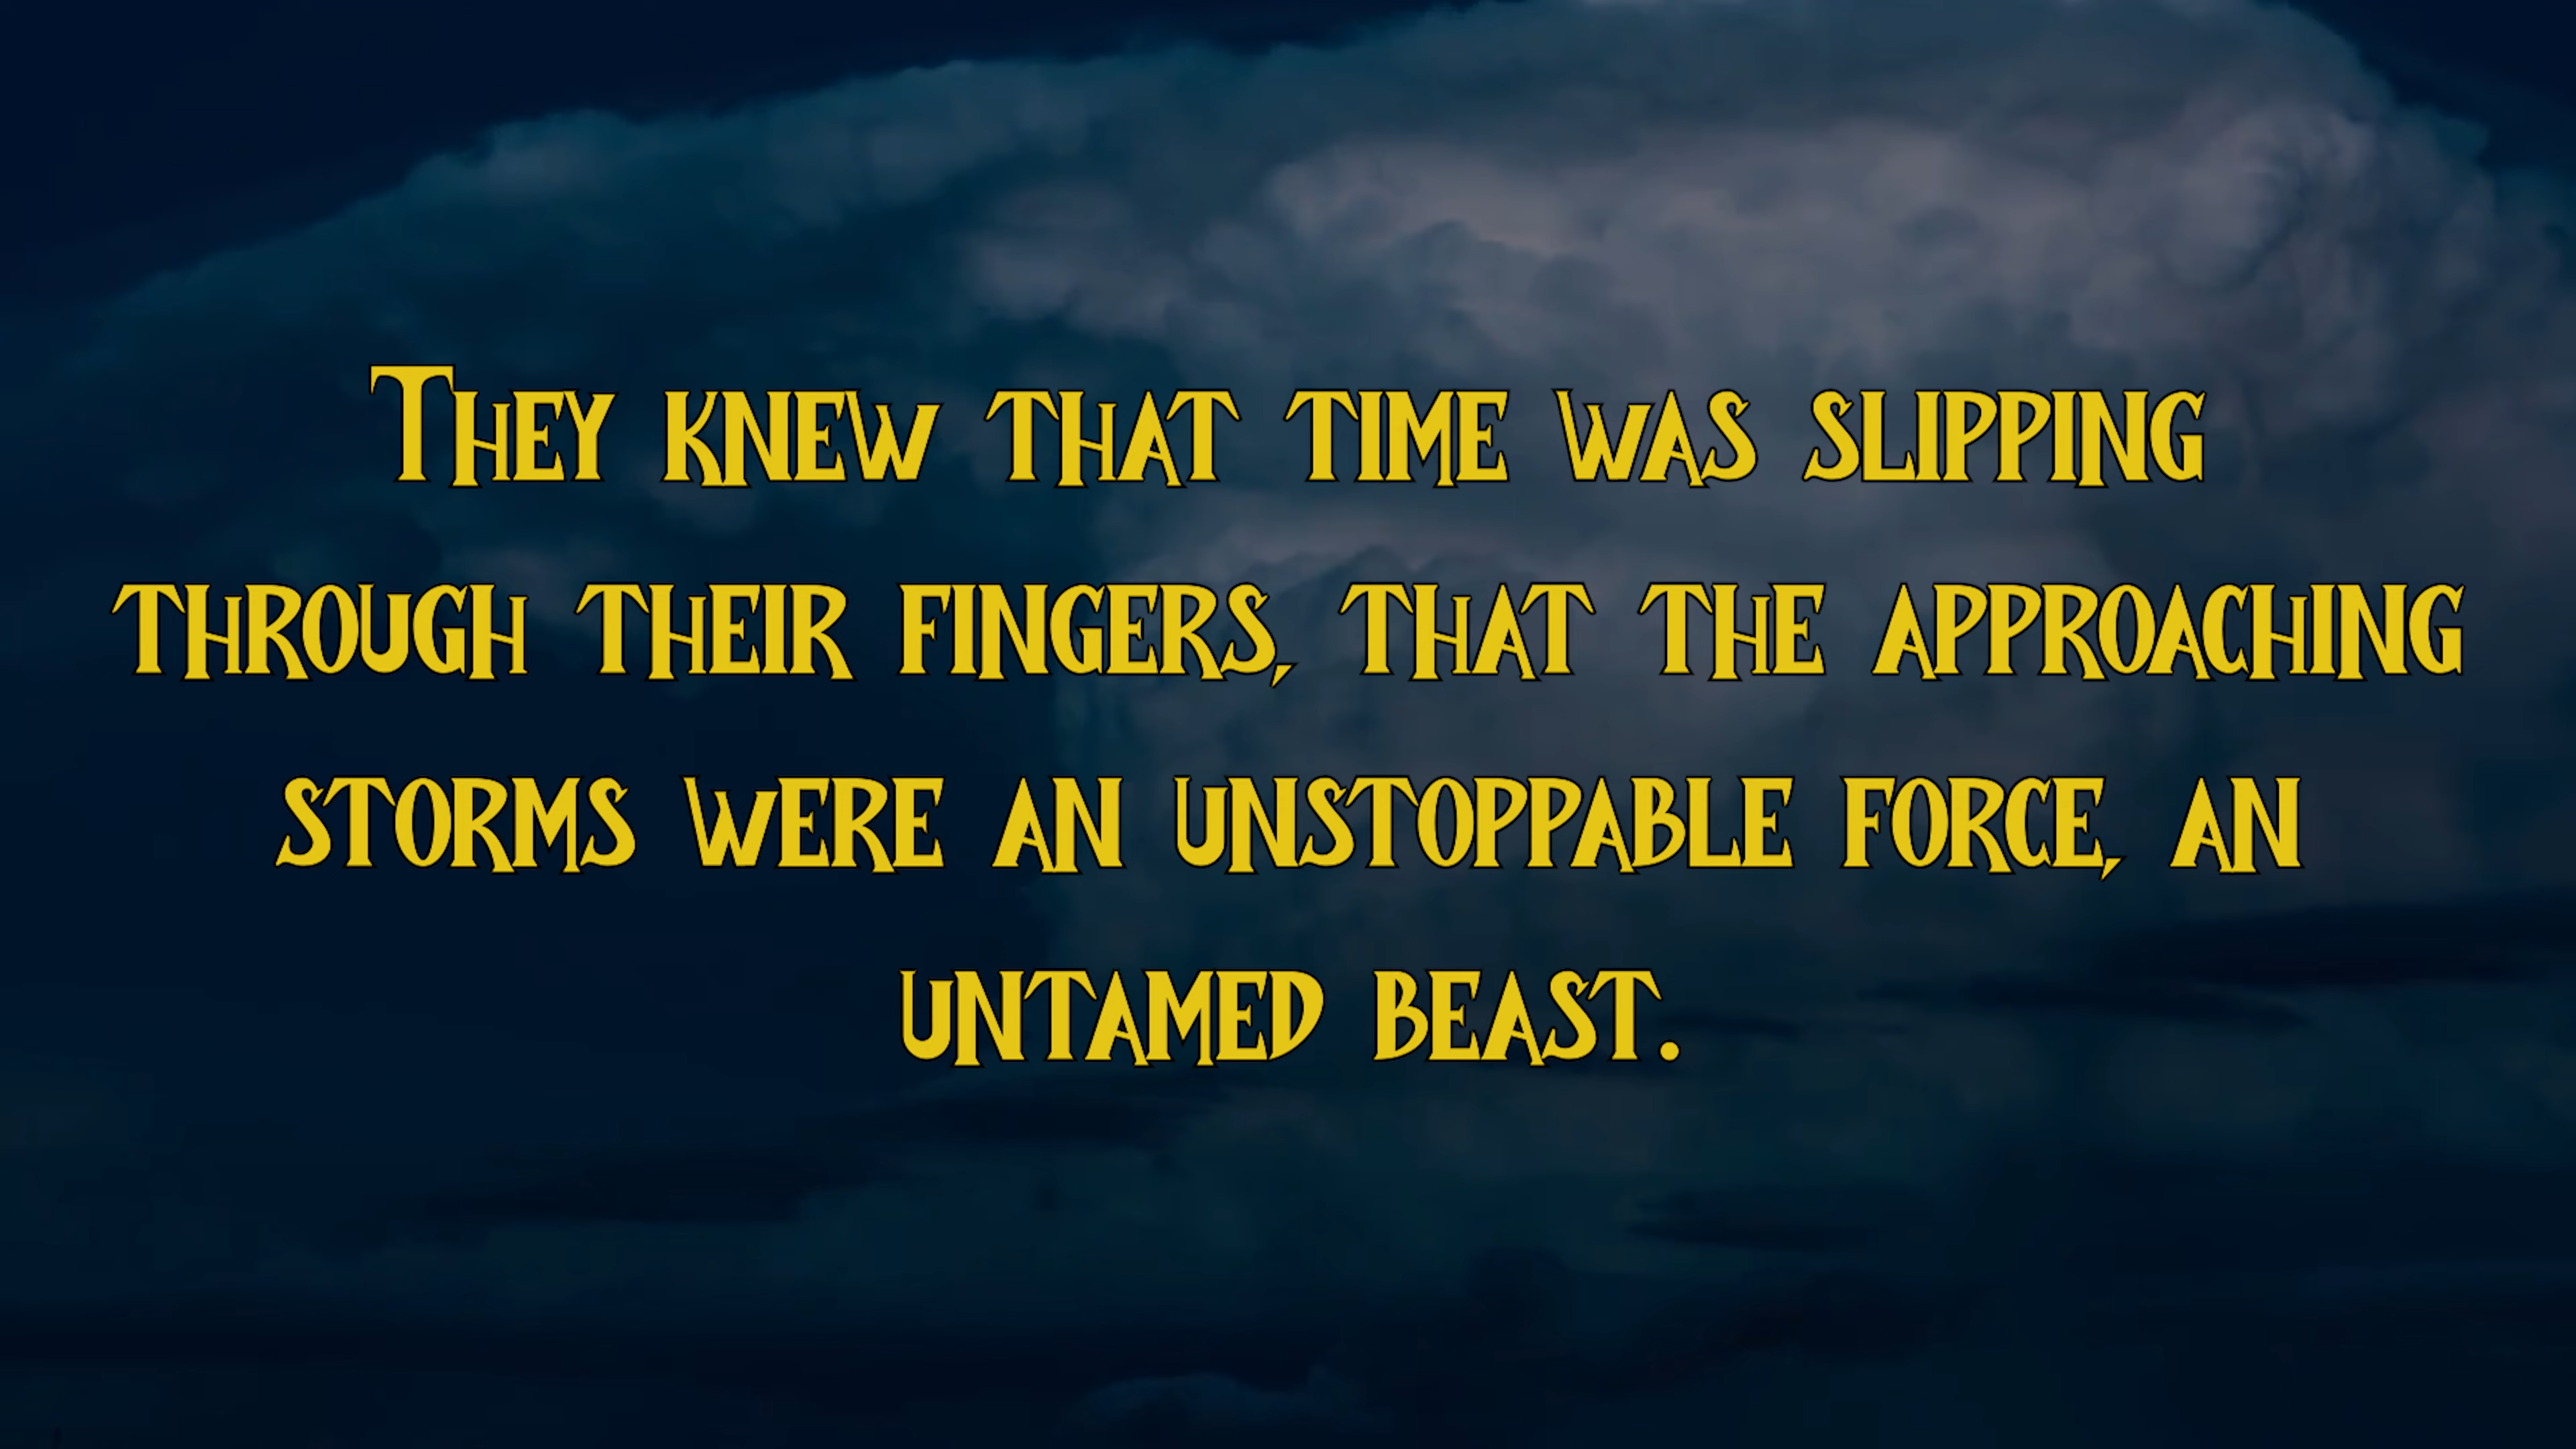 They knew that time was slipping
through their fingers, that the approaching
storms were an unstoppable force, an
untamed beast.